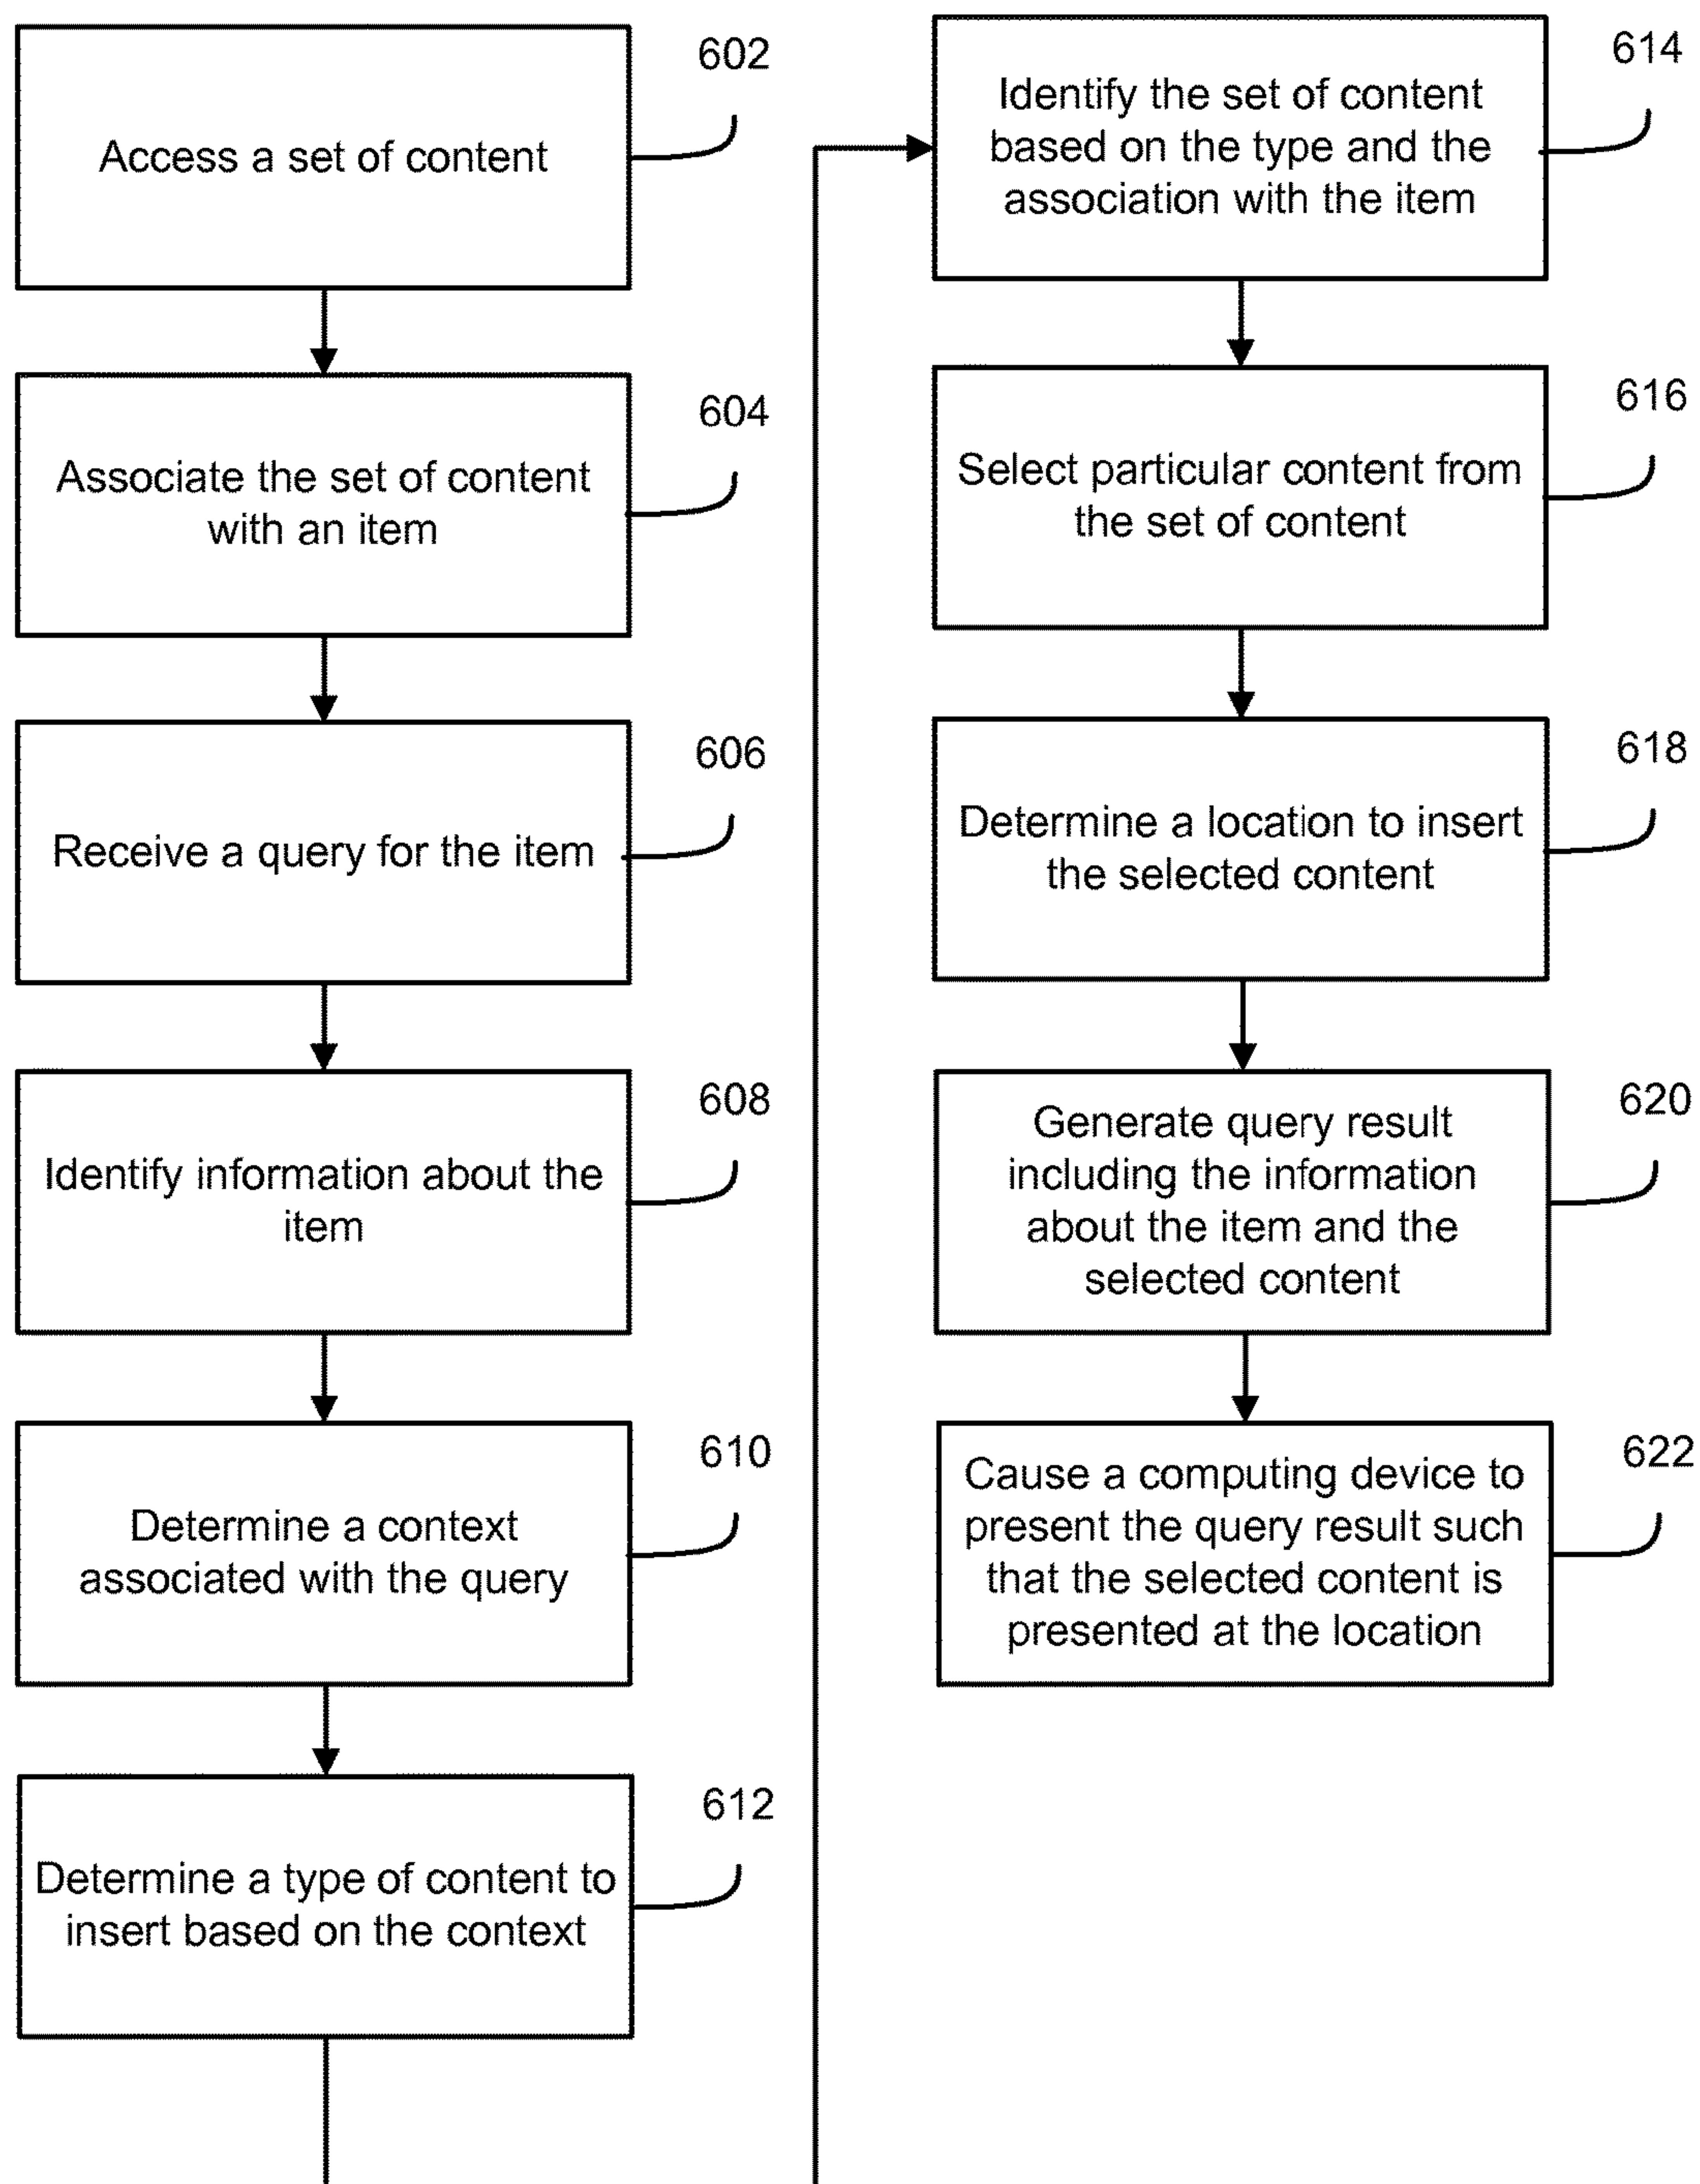 602
Access a set of content
604
Associate the set of content
with an item
606
Receive a query for the item
608
Identify information about the
item
610
Determine a context
associated with the query
612
Determine a type of content to
insert based on the context
614
Identify the set of content
based on the type and the
association with the item
616
Select particular content from
the set of content
618
Determine a location to insert
the selected content
620
Generate query result
including the information
about the item and the
selected content
622
Cause a computing device to
present the query result such
that the selected content is
presented at the location